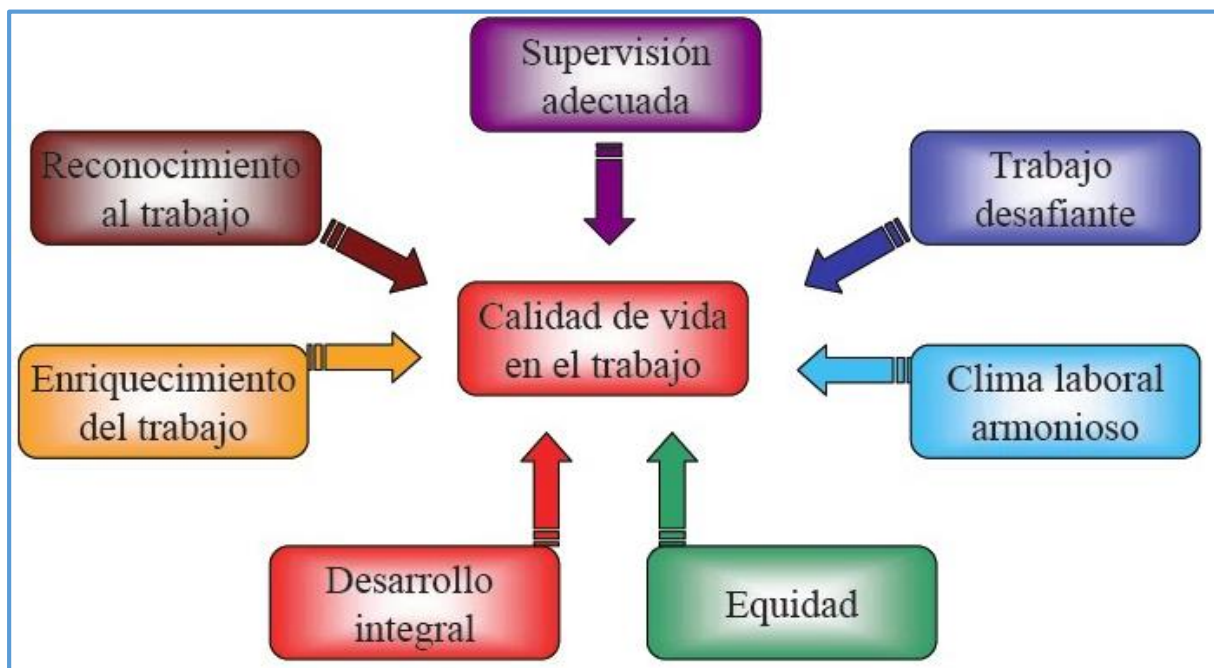 Supervisión
adecuada
Reconocimiento
al trabajo
Trabajo
desafiante
Calidad de vida
en el trabajo
Enriquecimiento
del trabajo
Clima laboral
armonioso
Desarrollo
integral
Equidad